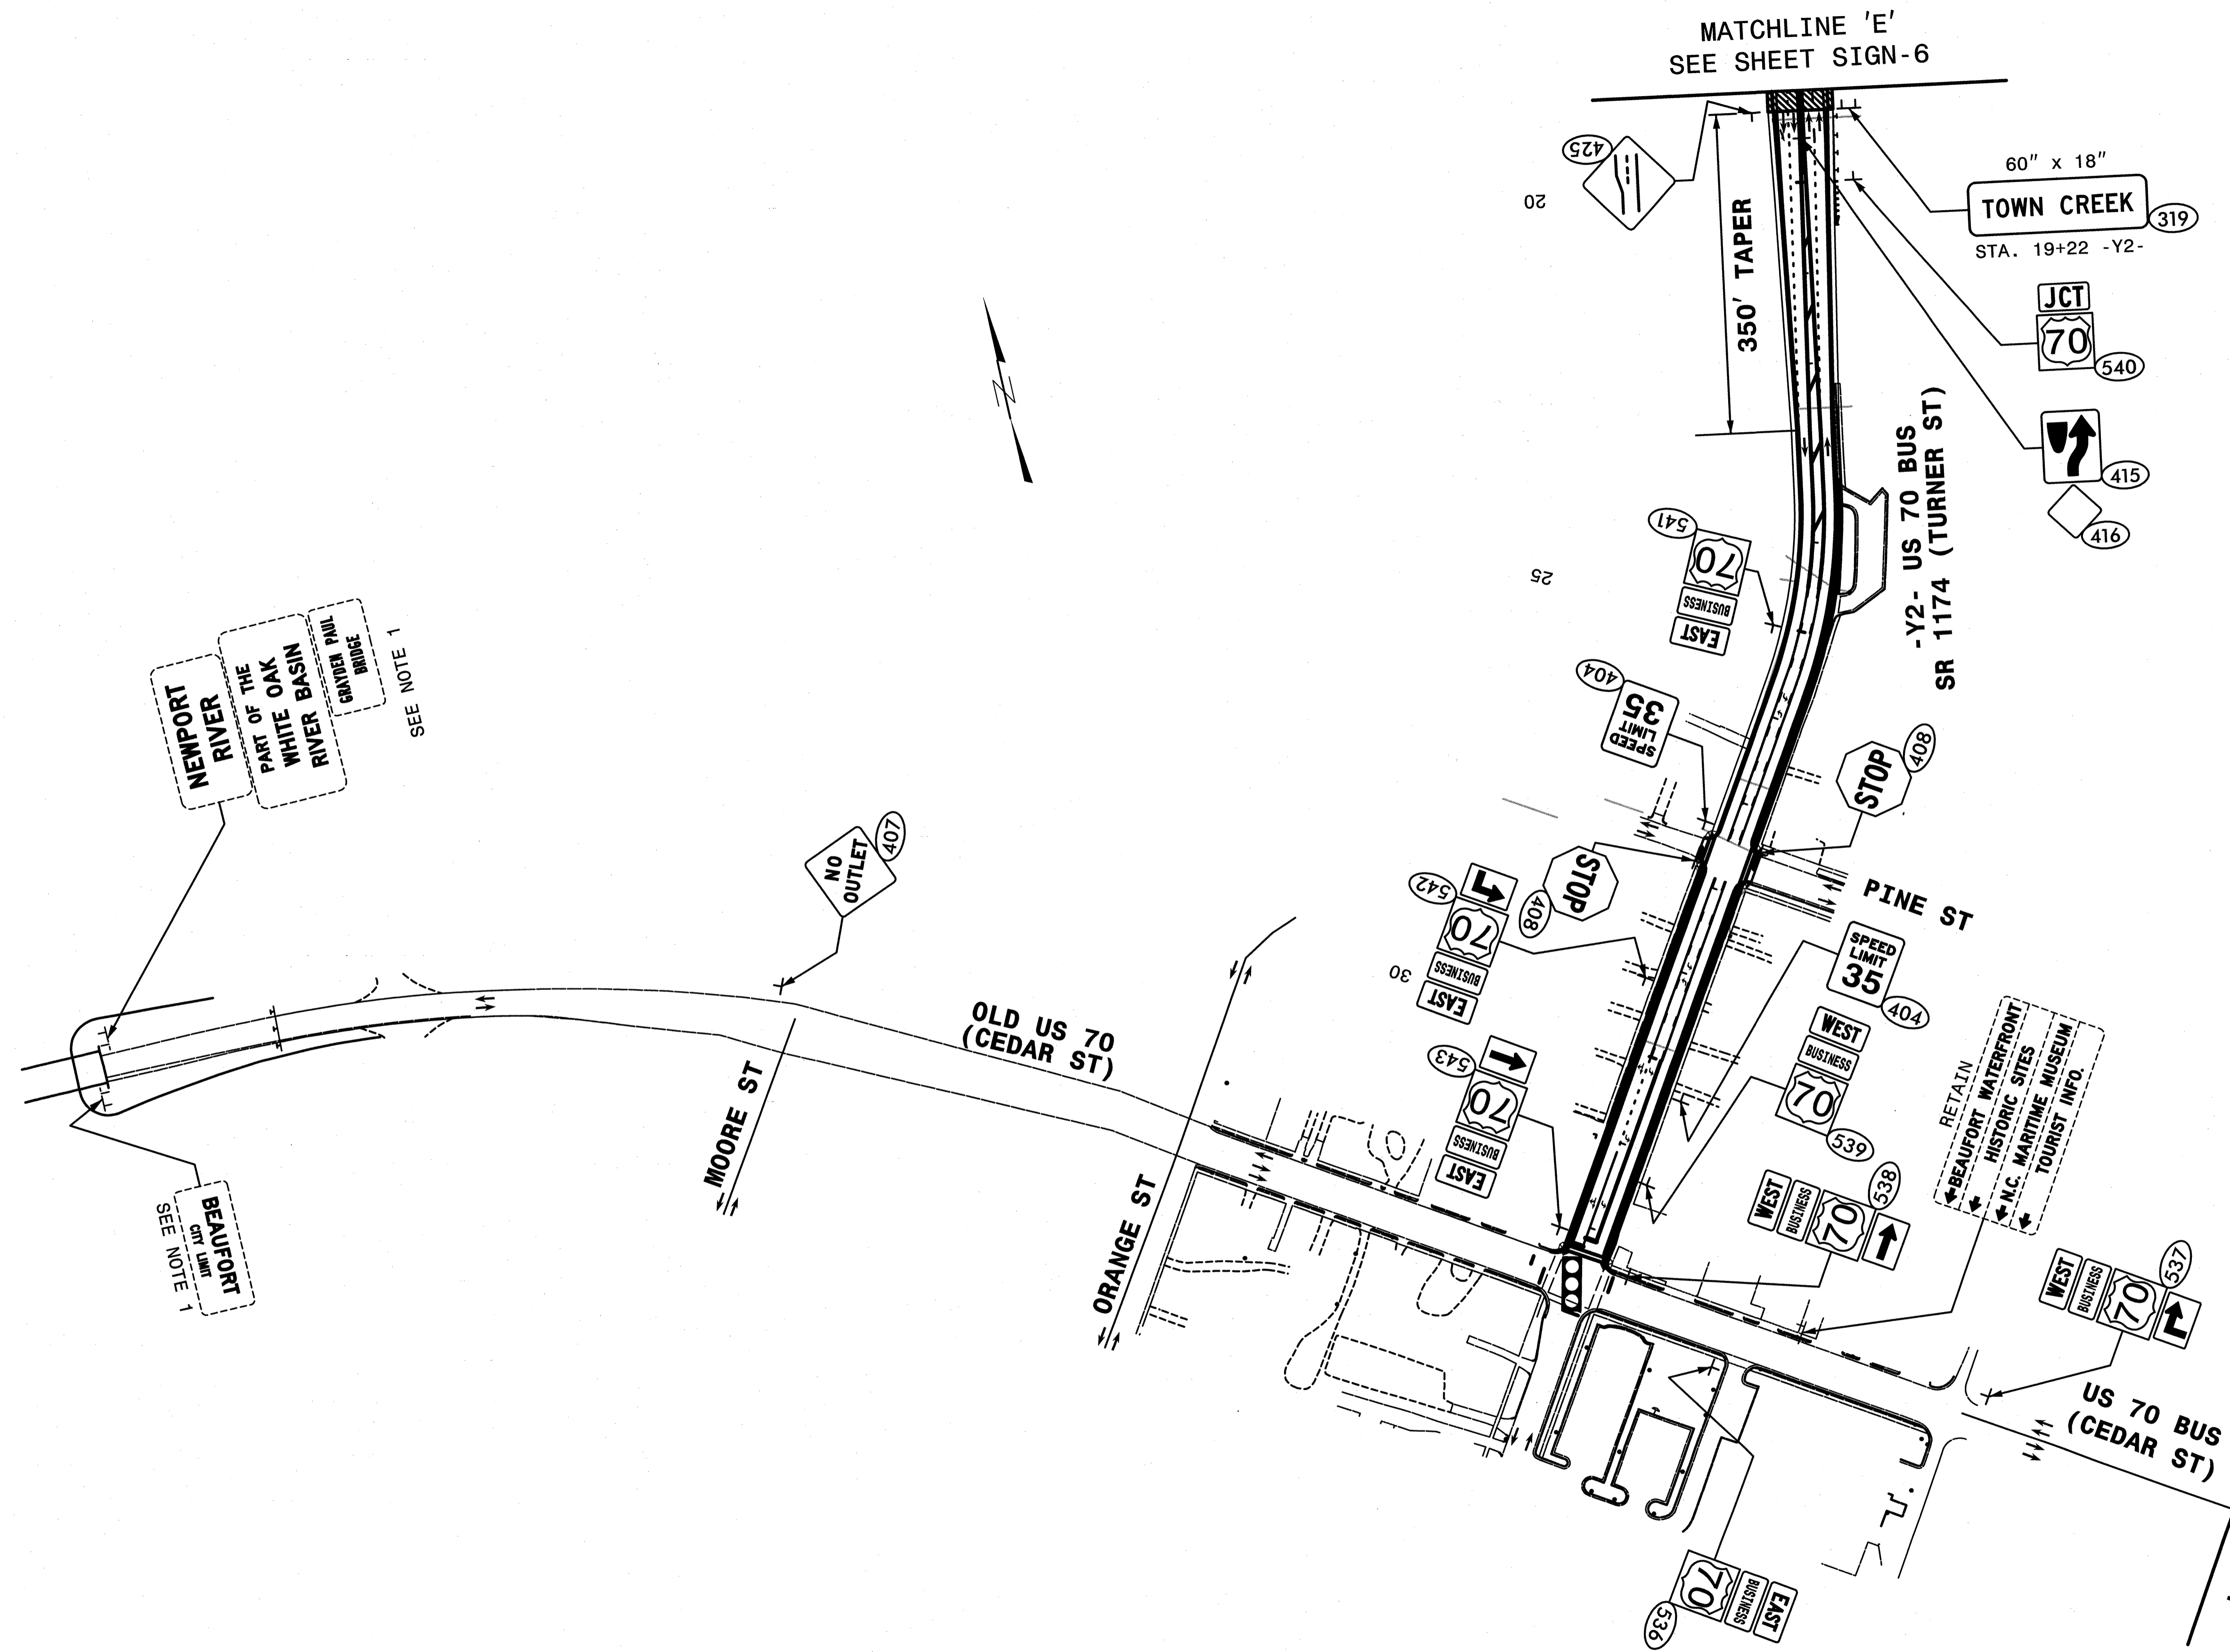 MATCHLINE 'E'
SEE SHEET SIGN-6
425
20
350' TAPER
60" x 18"
TOWN CREEK
319
STA. 19+22 -Y2-
JCT
70
540
415
416
-Y2- US 70 BUS
SR 1174 (TURNER ST)
541
70
BUSINESS
EAST
25
404
SPEED
LIMIT
35
STOP
408
NEWPORT
RIVER
PART OF THE
WHITE OAK
RIVER BASIN
GRAYDEN PAUL
BRIDGE
SEE NOTE 1
NO
OUTLET
407
STOP
408
542
70
BUSINESS
EAST
30
PINE ST
SPEED
LIMIT
35
404
WEST
BUSINESS
70
539
OLD US 70
(CEDAR ST)
543
70
BUSINESS
EAST
RETAIN
BEAUFORT WATERFRONT
HISTORIC SITES
N.C. MARITIME MUSEUM
TOURIST INFO.
MOORE ST
ORANGE ST
WEST
BUSINESS
70
538
BEAUFORT
CITY LIMIT
SEE NOTE 1
WEST
BUSINESS
70
537
US 70 BUS
(CEDAR ST)
EAST
BUSINESS
70
536